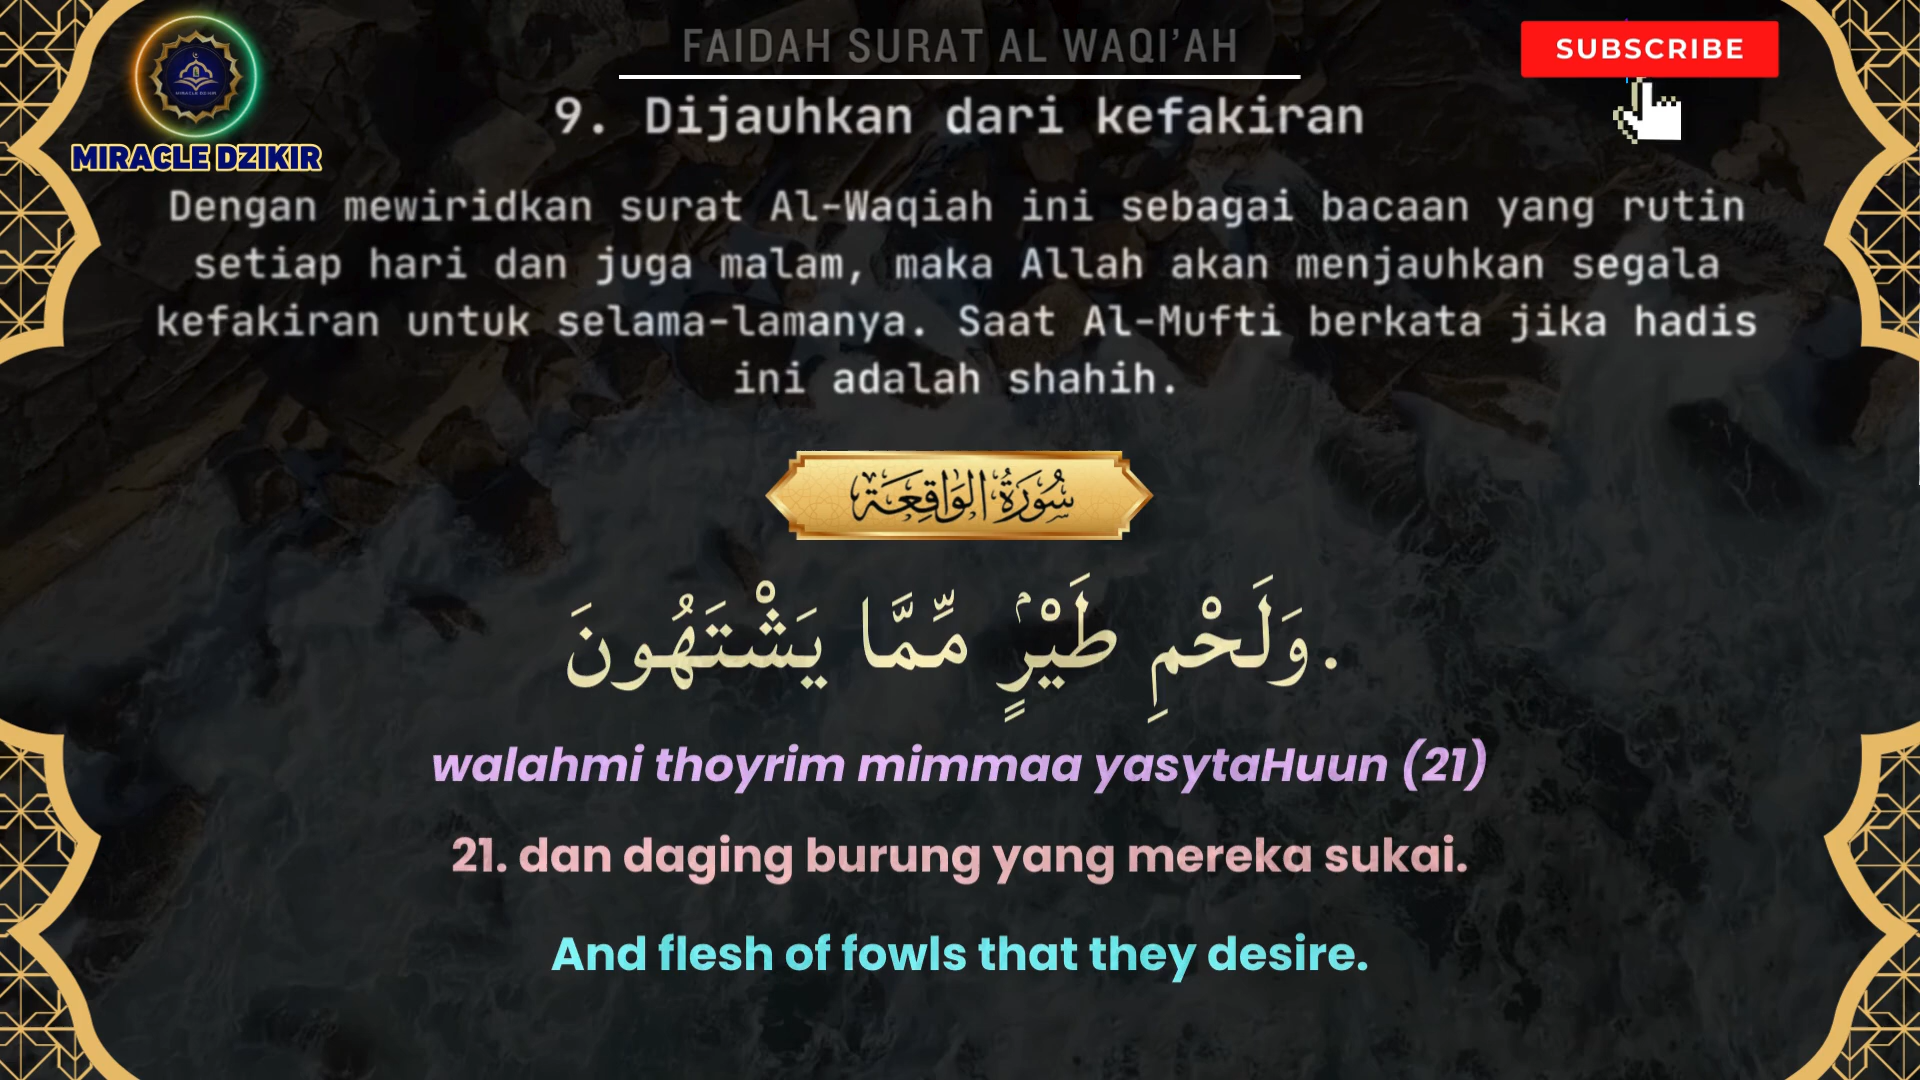 FAIDAH SURAT AL WAQI'AH
SUBSCRIBE
MIRACLE DZIKIR
9. Dijauhkan dari kefakiran
Dengan mewiridkan surat Al-Waqiah ini sebagai bacaan yang rutin
setiap hari dan juga malam, maka Allah akan menjauhkan segala
kefakiran untuk selama-lamanya. Saat Al-Mufti berkata jika hadis
ini adalah shahih.
سُورَةُ الوَاقِعَة
.وَلَحْمِ طَيْرٍۢ مِّمَّا يَشْتَهُونَ
walahmi thoyrim mimmaa yasytaHuun (21)
21. dan daging burung yang mereka sukai.
And flesh of fowls that they desire.